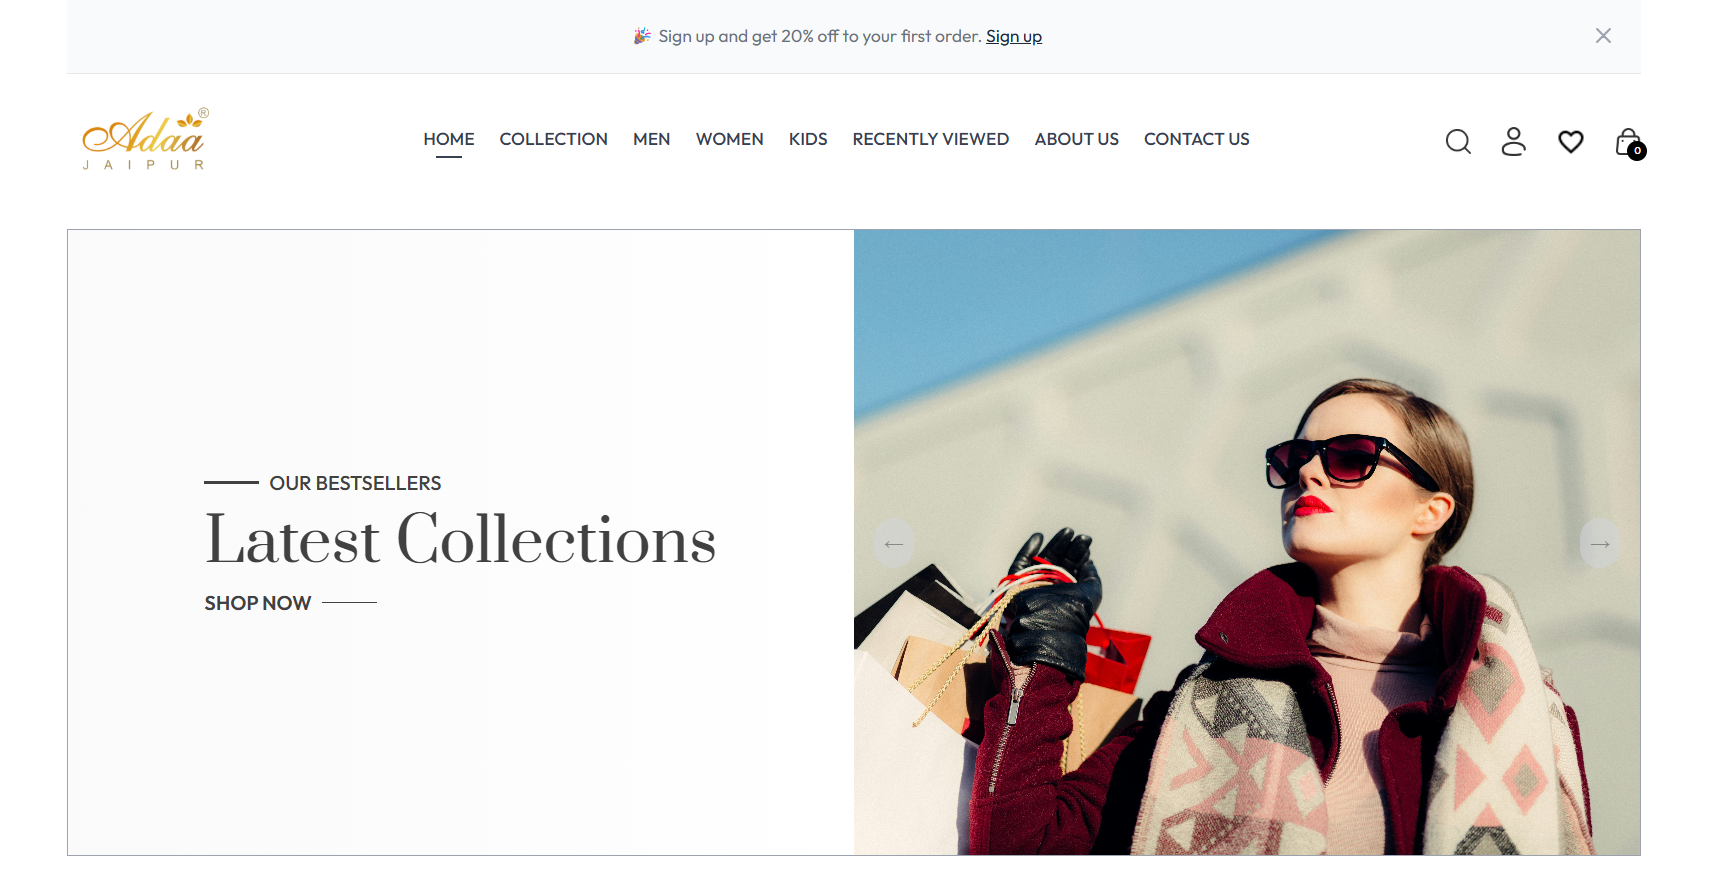 🎉 Sign up and get 20% off to your first order. Sign up
Adaa®
JAIPUR
HOME COLLECTION MEN WOMEN KIDS RECENTLY VIEWED ABOUT US CONTACT US
0
OUR BESTSELLERS
Latest Collections
SHOP NOW